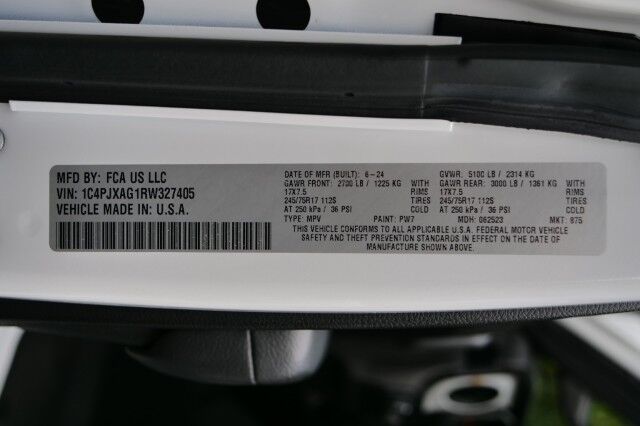 MFD BY: FCA US LLC
VIN: 1C4PJXAG1RW327405
VEHICLE MADE IN: U.S.A.
DATE OF MFR (BUILT): 6-24 GVWR: 5100 LB / 2314 KG
GAWR FRONT: 2700 LB / 1225 KG WITH GAWR REAR: 3000 LB / 1361 KG WITH
17X7.5 RIMS 17X7.5 RIMS
245/75R17 112S TIRES 245/75R17 112S TIRES
AT 250 kPa / 36 PSI COLD AT 250 kPa / 36 PSI COLD
TYPE: MPV PAINT: PW7 MDH: 062523 MKT: 875
THIS VEHICLE CONFORMS TO ALL APPLICABLE U.S.A. FEDERAL MOTOR VEHICLE
SAFETY AND THEFT PREVENTION STANDARDS IN EFFECT ON THE DATE OF
MANUFACTURE SHOWN ABOVE.